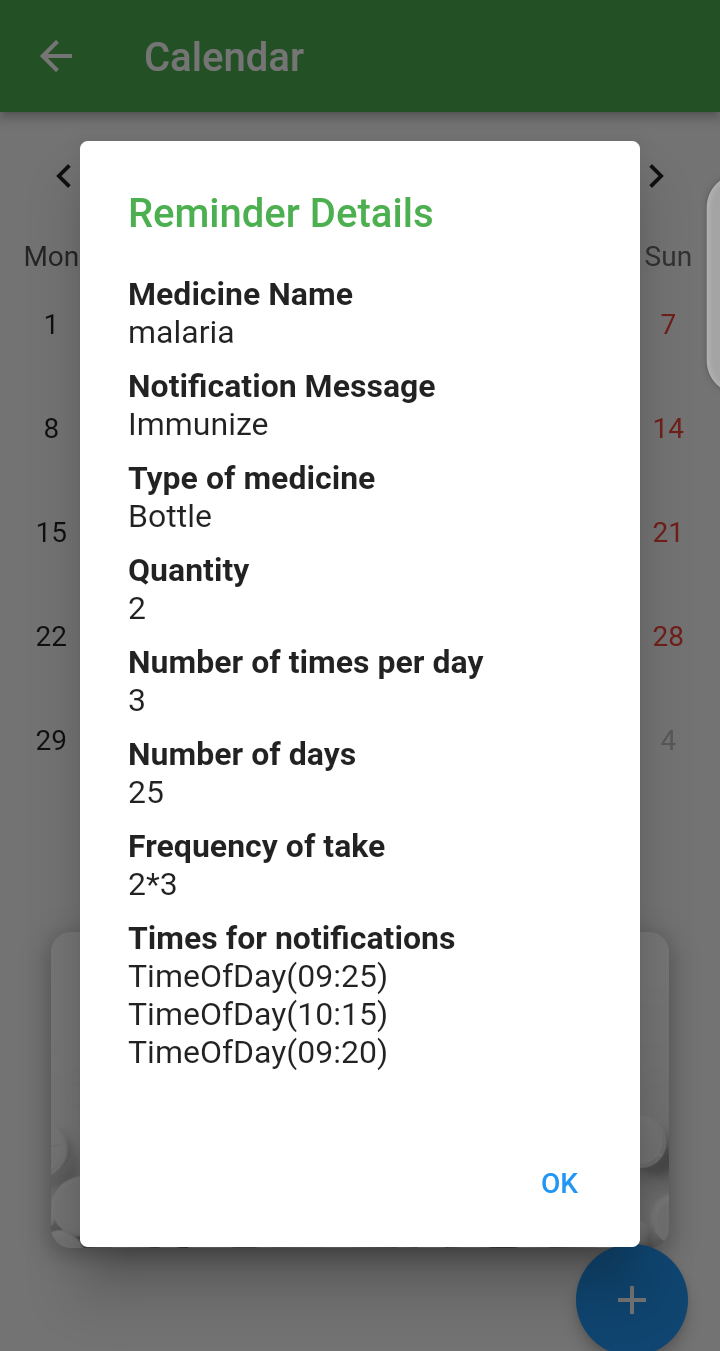 Calendar
Mon
Sun
1
7
8
14
15
21
22
28
29
4
Reminder Details
Medicine Name
malaria
Notification Message
Immunize
Type of medicine
Bottle
Quantity
2
Number of times per day
3
Number of days
25
Frequency of take
2*3
Times for notifications
TimeOfDay(09:25)
TimeOfDay(10:15)
TimeOfDay(09:20)
OK